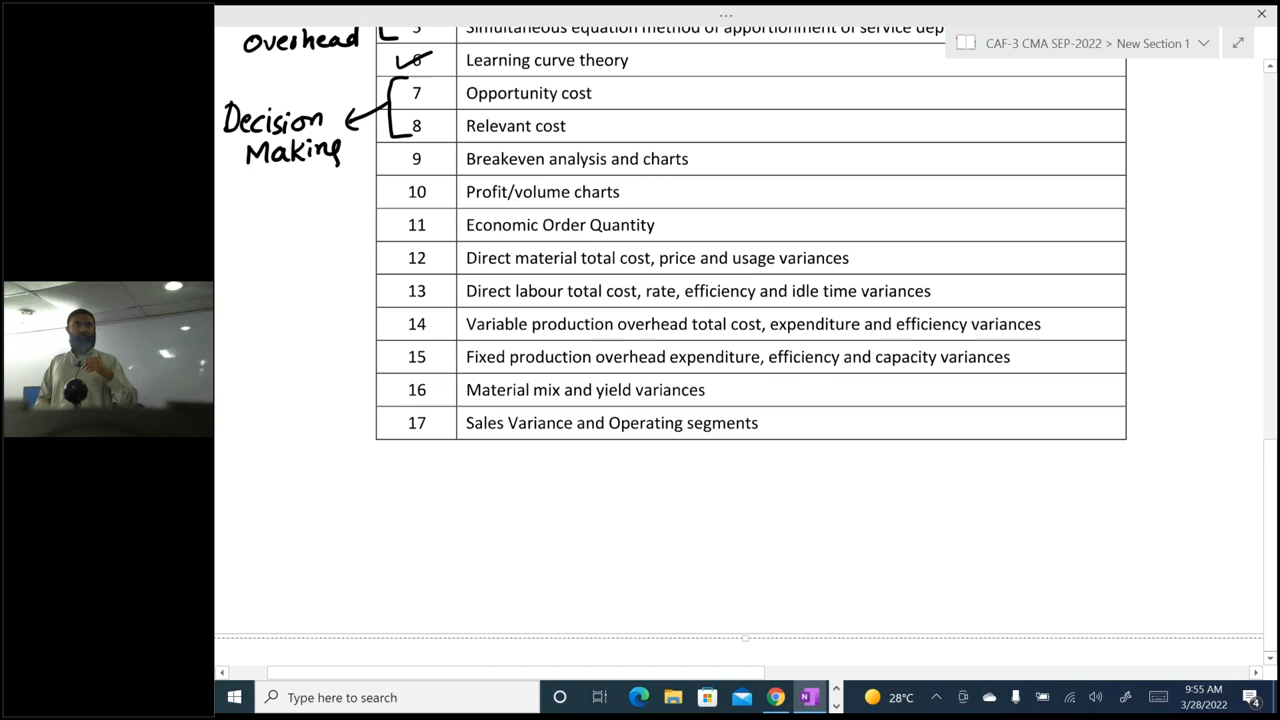 overhead
5 Simultaneous equation method of apportionment of service dep
CAF-3 CMA SEP-2022 > New Section 1
6 Learning curve theory
7 Opportunity cost
Decision
Making
8 Relevant cost
9 Breakeven analysis and charts
10 Profit/volume charts
11 Economic Order Quantity
12 Direct material total cost, price and usage variances
13 Direct labour total cost, rate, efficiency and idle time variances
14 Variable production overhead total cost, expenditure and efficiency variances
15 Fixed production overhead expenditure, efficiency and capacity variances
16 Material mix and yield variances
17 Sales Variance and Operating segments
Type here to search
28°C
9:55 AM
3/28/2022
4